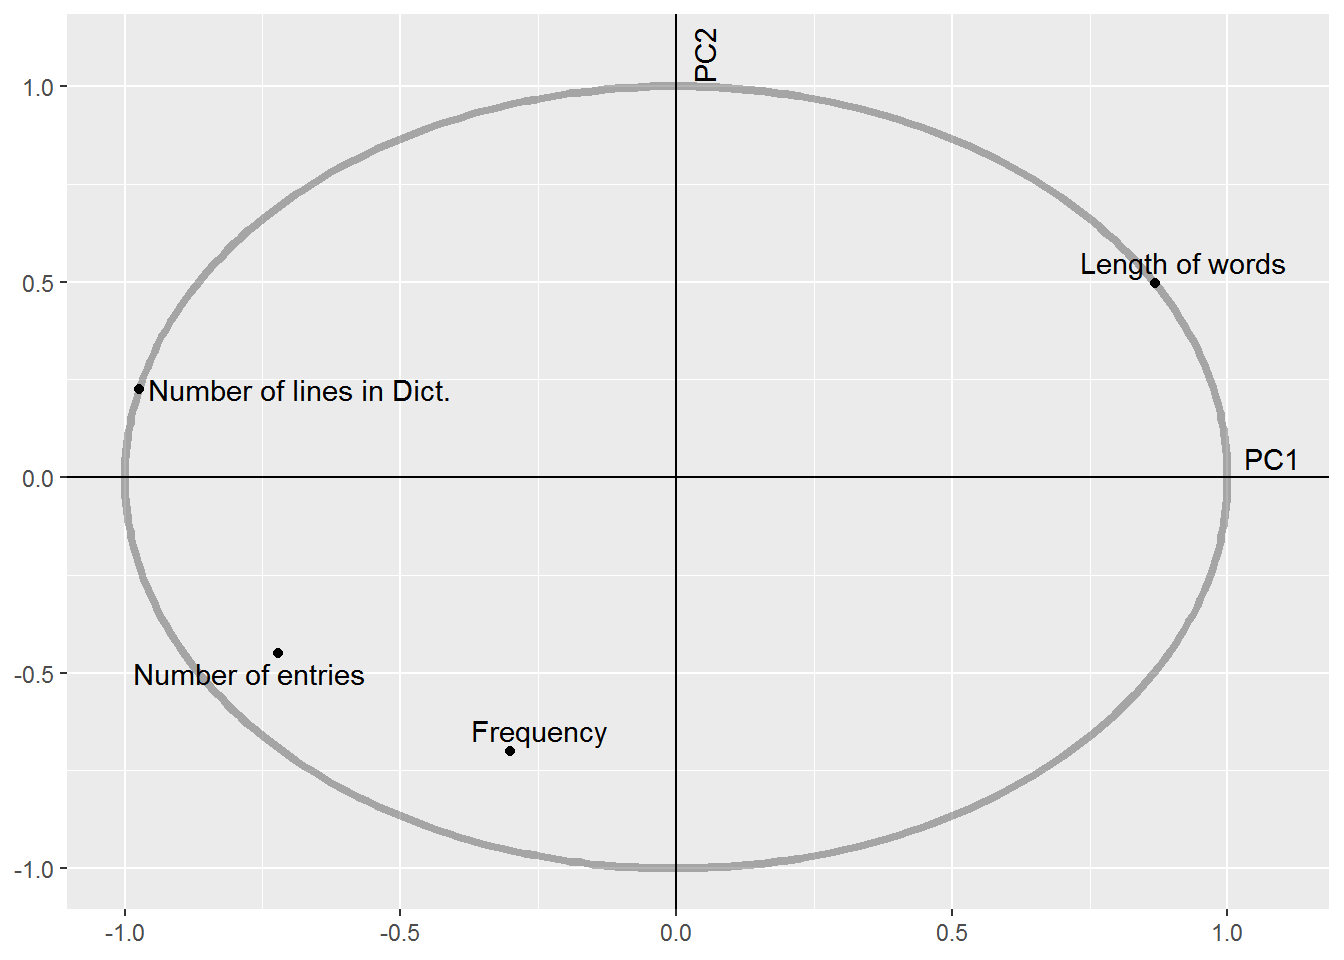 PC2
1.0
Length of words
0.5
Number of lines in Dict.
PC1
0.0
Number of entries
-0.5
Frequency
-1.0
-1.0 -0.5 0.0 0.5 1.0